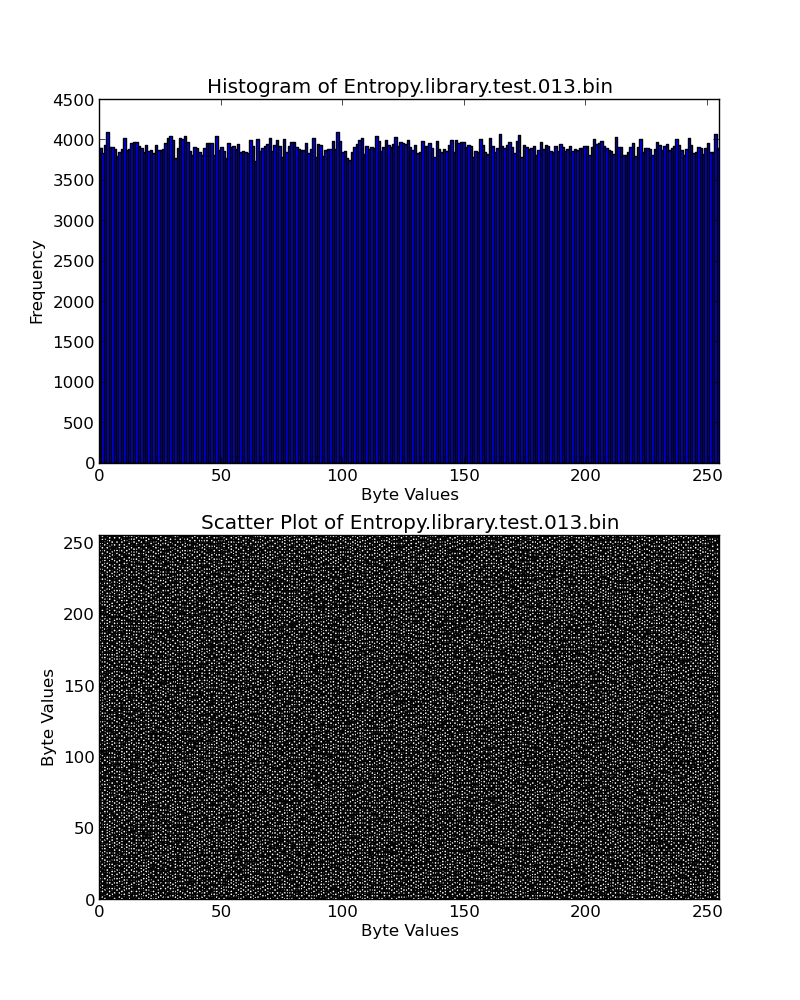 Histogram of Entropy.library.test.013.bin
4500
4000
3500
3000
2500
2000
1500
1000
500
0
Frequency
0 50 100 150 200 250
Byte Values
Scatter Plot of Entropy.library.test.013.bin
250
200
150
100
50
0
Byte Values
0 50 100 150 200 250
Byte Values